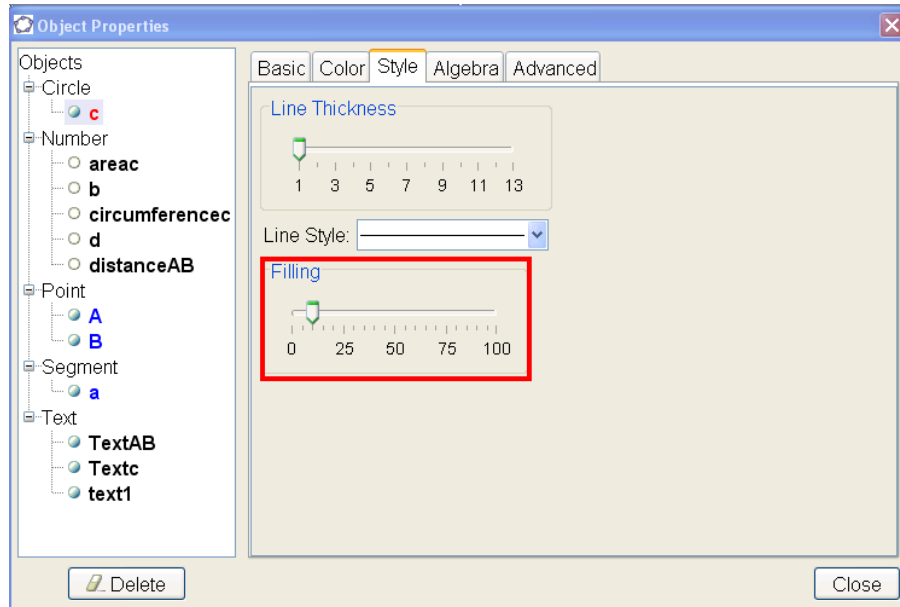 Object Properties
Objects
Circle
c
Number
areac
b
circumferencec
d
distanceAB
Point
A
B
Segment
a
Text
TextAB
Textc
text1
Delete
Basic Color Style Algebra Advanced
Line Thickness
1 3 5 7 9 11 13
Line Style:
Filling
0 25 50 75 100
Close